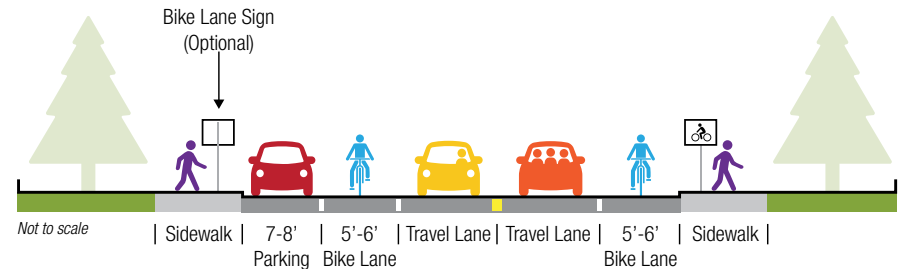 Bike Lane Sign
(Optional)
Not to scale
| Sidewalk | 7-8’ | 5’-6’ | Travel Lane | Travel Lane | 5’-6’ | Sidewalk |
Parking Bike Lane Bike Lane